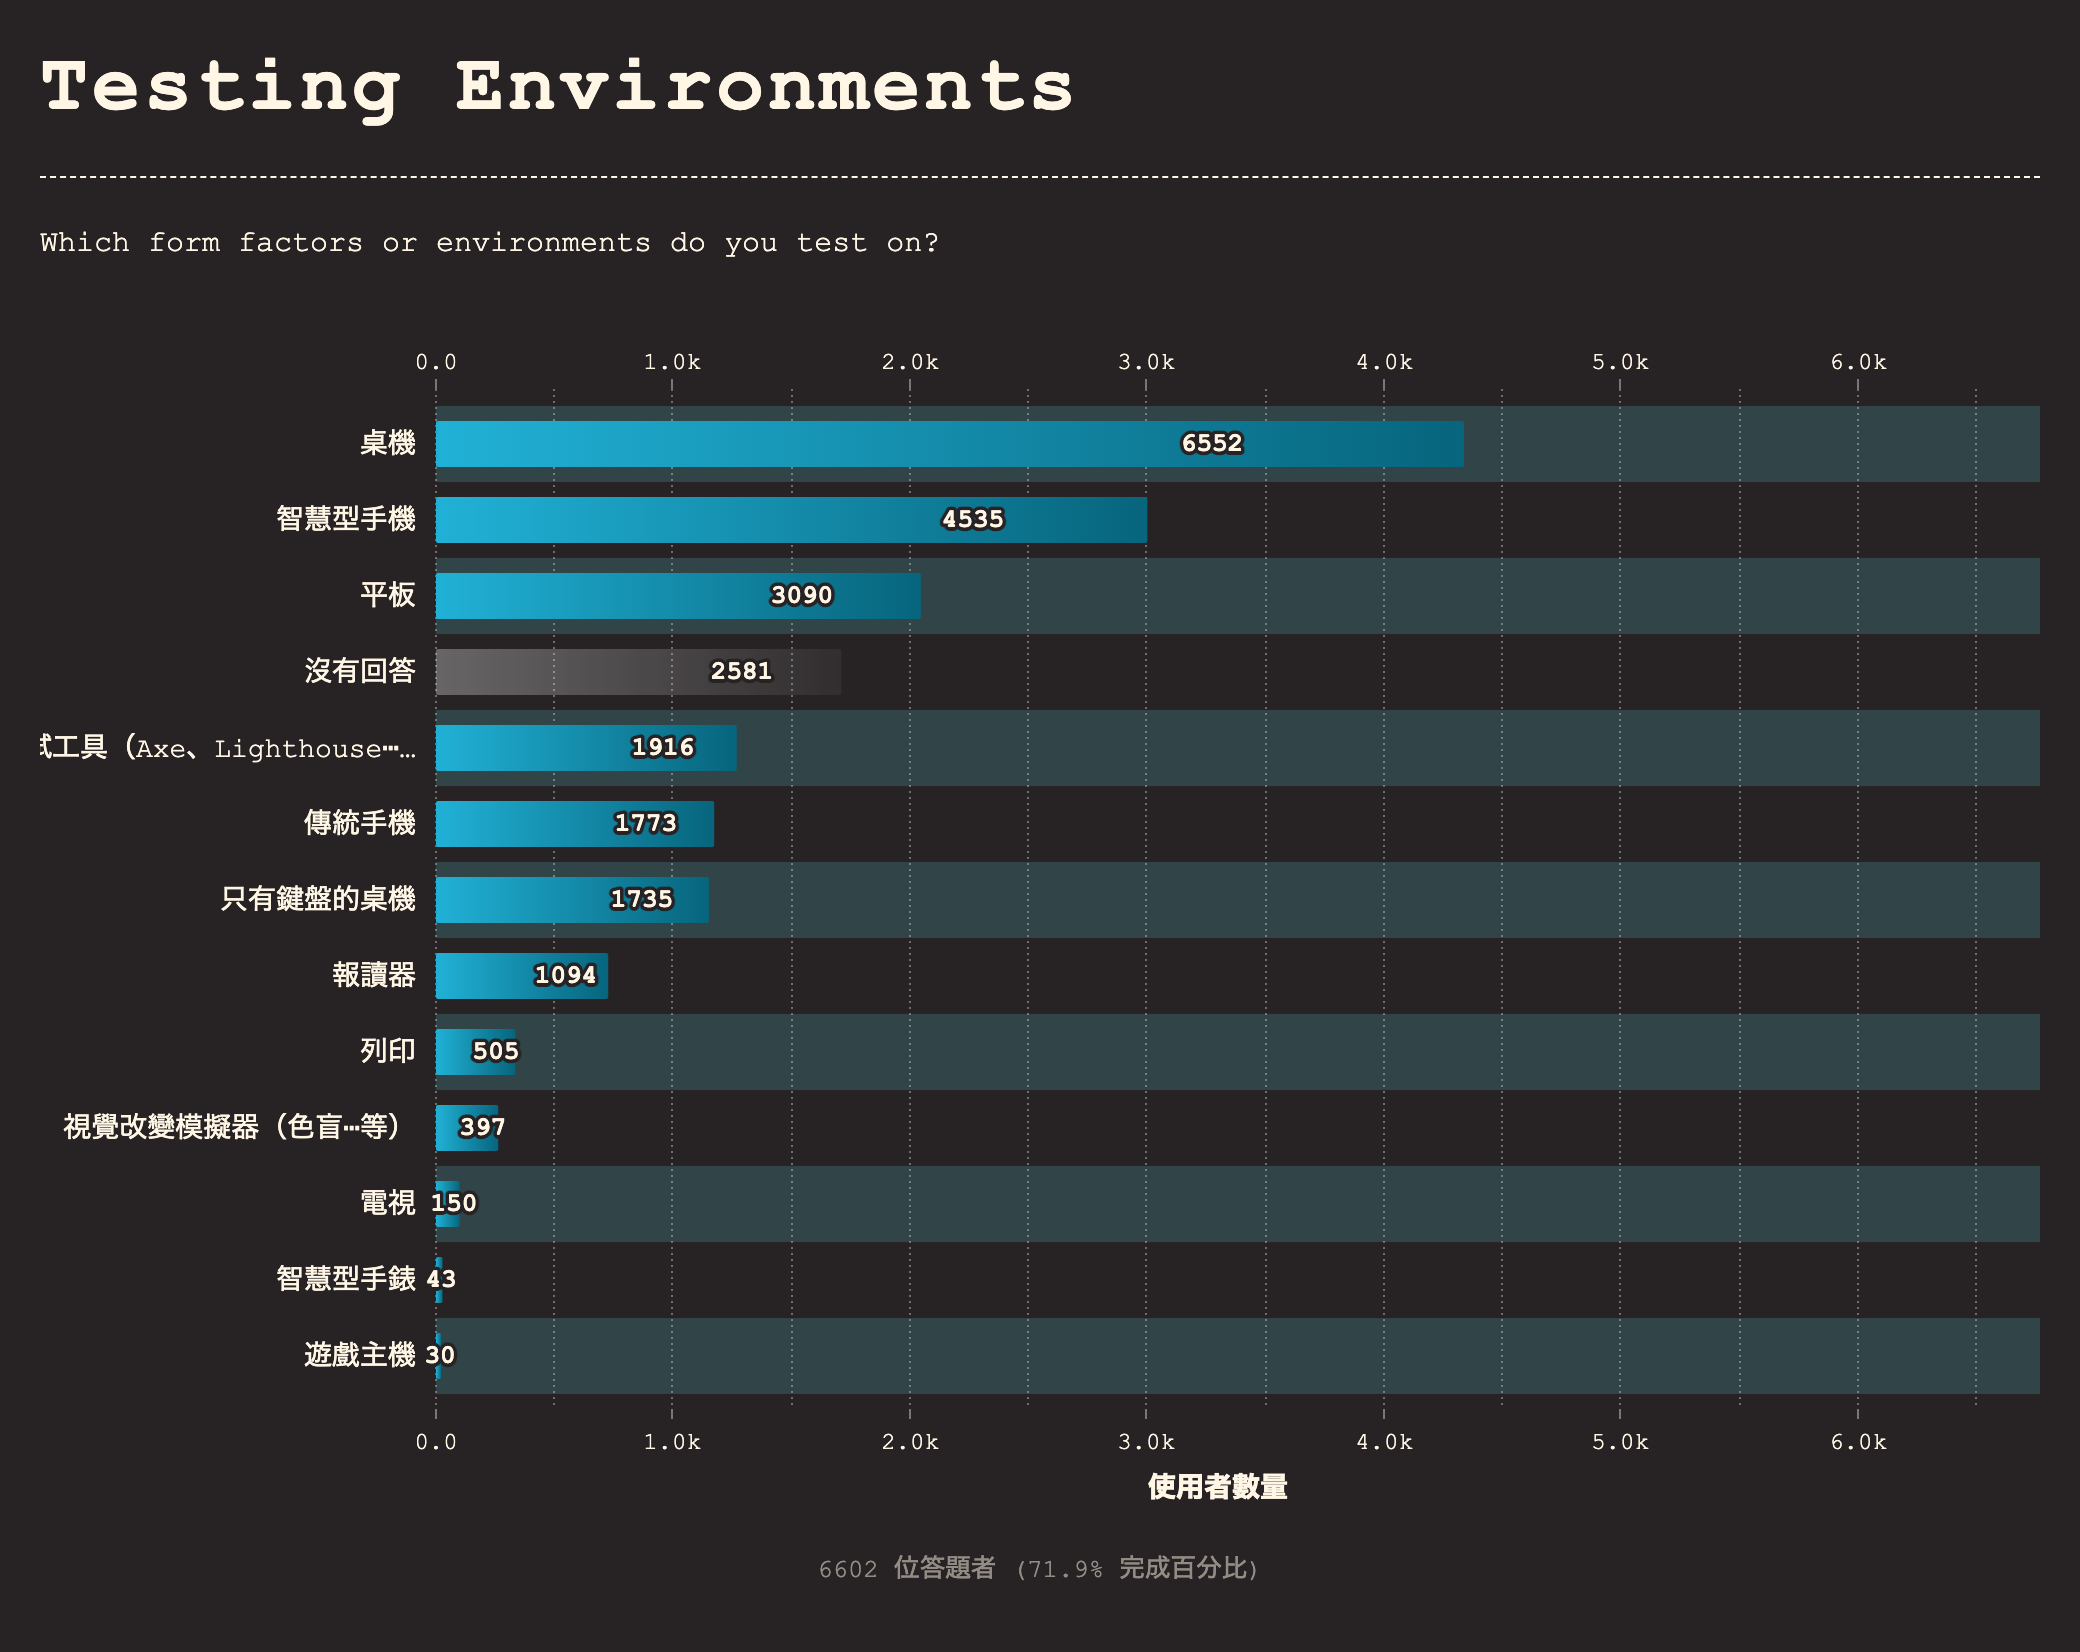 Testing Environments
Which form factors or environments do you test on?
0.0 1.0k 2.0k 3.0k 4.0k 5.0k 6.0k
桌機 6552
智慧型手機 4535
平板 3090
沒有回答 2581
式工具（Axe、Lighthouse⋯… 1916
傳統手機 1773
只有鍵盤的桌機 1735
報讀器 1094
列印 505
視覺改變模擬器（色盲⋯等） 397
電視 150
智慧型手錶 43
遊戲主機 30
0.0 1.0k 2.0k 3.0k 4.0k 5.0k 6.0k
使用者數量
6602 位答題者 (71.9% 完成百分比)